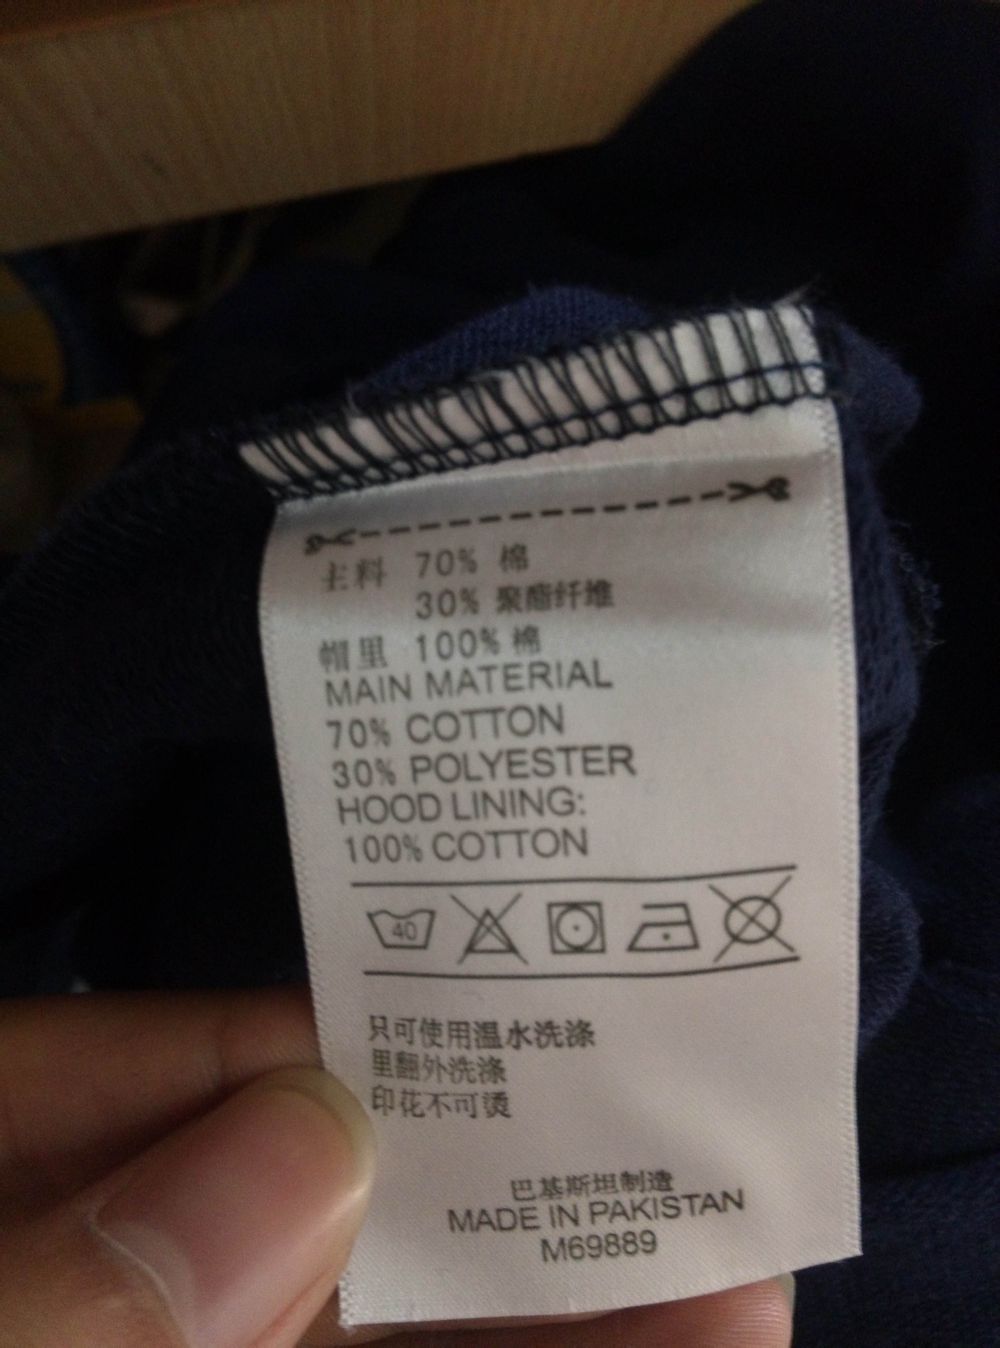 主料 70% 棉
30% 聚酯纤维
帽里 100% 棉
MAIN MATERIAL
70% COTTON
30% POLYESTER
HOOD LINING:
100% COTTON
40
只可使用温水洗涤
里翻外洗涤
印花不可烫
巴基斯坦制造
MADE IN PAKISTAN
M69889